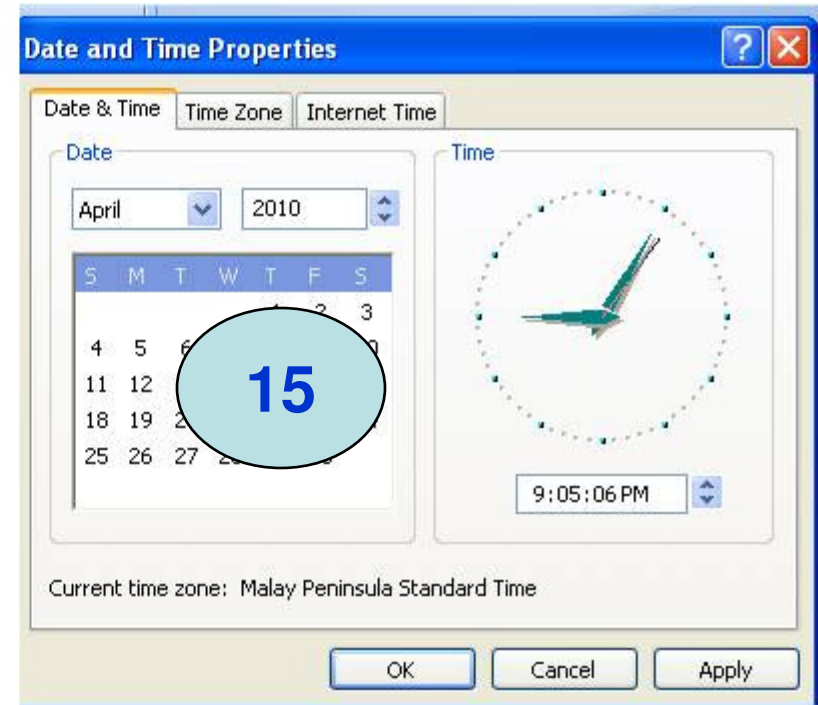 Date and Time Properties
Date & Time Time Zone Internet Time
Date
Time
April 2010
S M T W T F S
3
4 5
11 12
15
18 19
25 26 27
9:05:06 PM
Current time zone: Malay Peninsula Standard Time
OK Cancel Apply